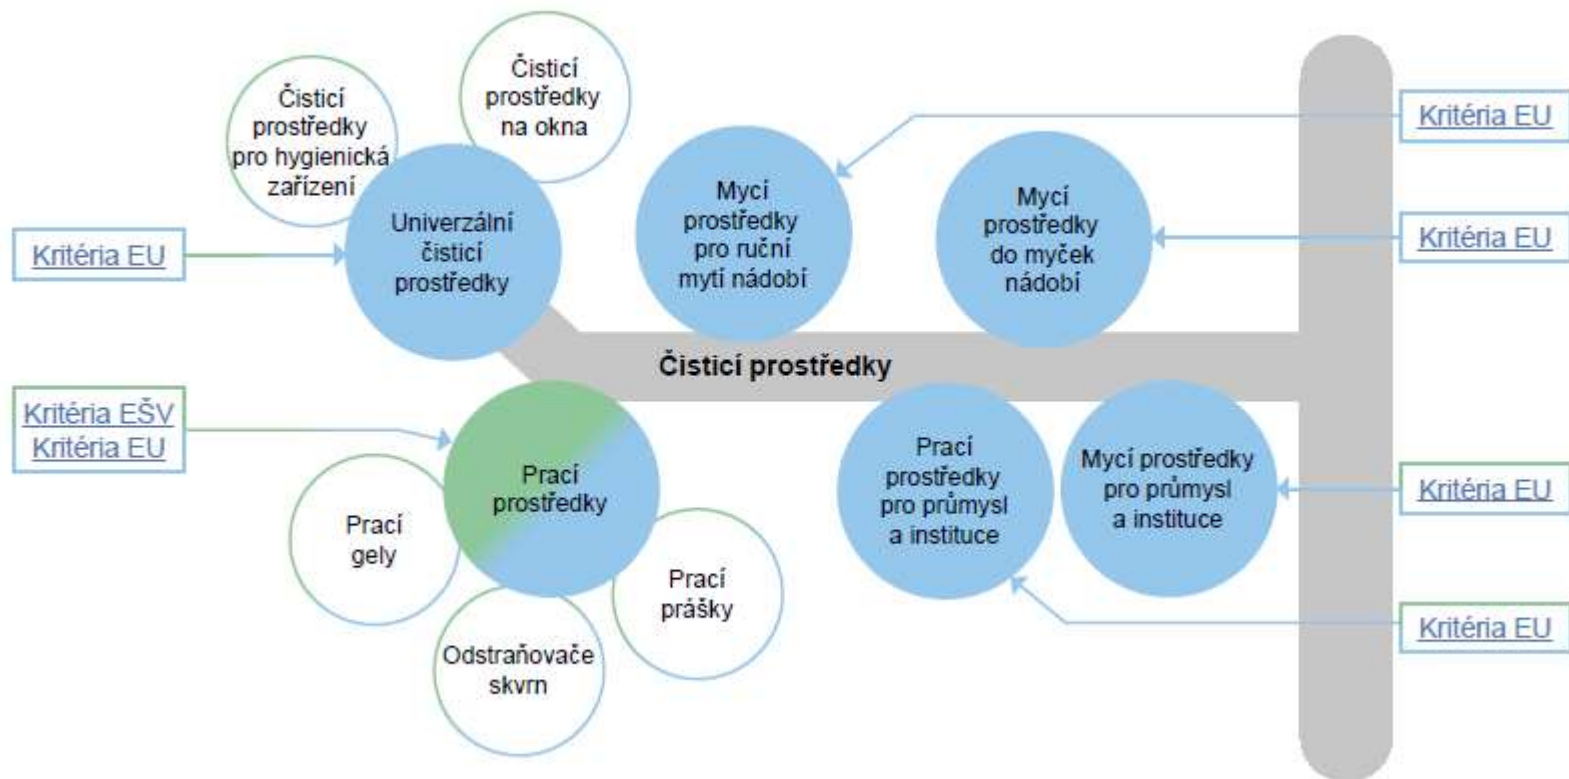 Čisticí
prostředky
na okna
Čisticí
prostředky
pro hygienická
zařízení
Univerzální
čisticí
prostředky
Kritéria EU
Mycí
prostředky
pro ruční
mytí nádobí
Mycí
prostředky
do myček
nádobí
Kritéria EU
Kritéria EU
Čisticí prostředky
Kritéria EŠV
Kritéria EU
Prací
prostředky
Prací
gely
Odstraňovače
skvrn
Prací
prášky
Prací
prostředky
pro průmysl
a instituce
Mycí prostředky
pro průmysl
a instituce
Kritéria EU
Kritéria EU